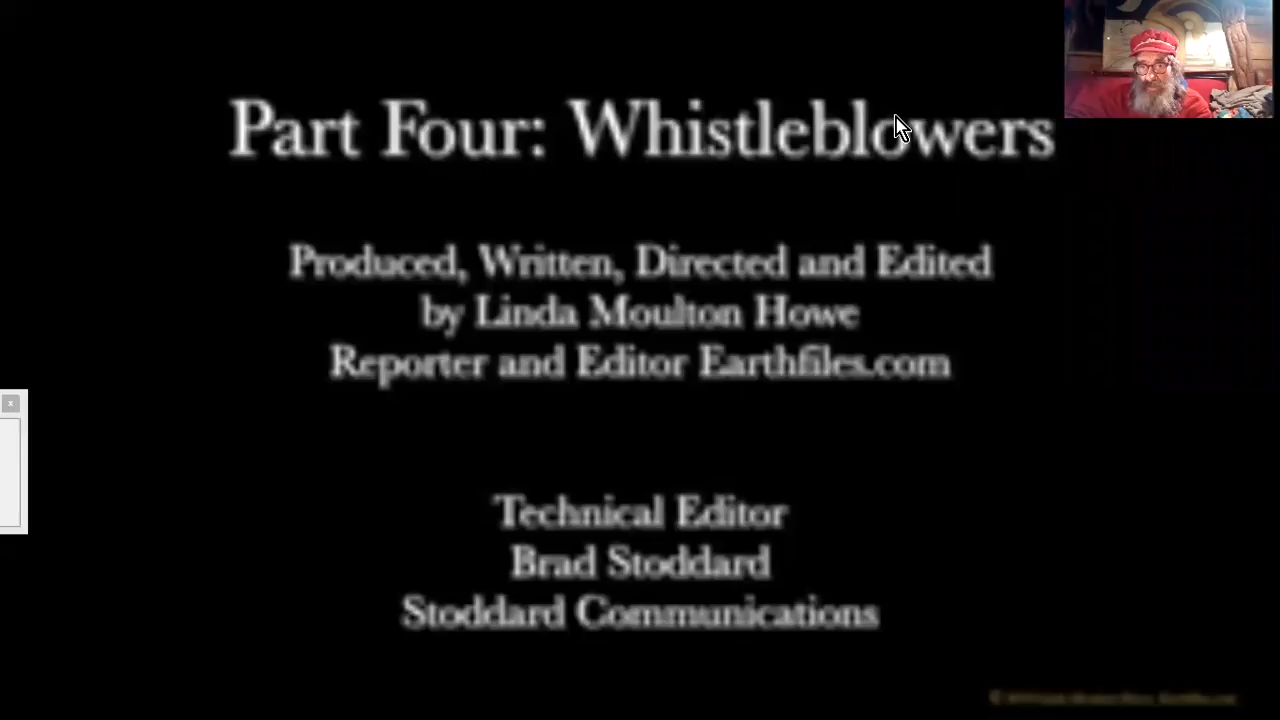 Part Four: Whistleblowers
Produced, Written, Directed and Edited
by Linda Moulton Howe
Reporter and Editor Earthfiles.com
Technical Editor
Brad Stoddard
Stoddard Communications